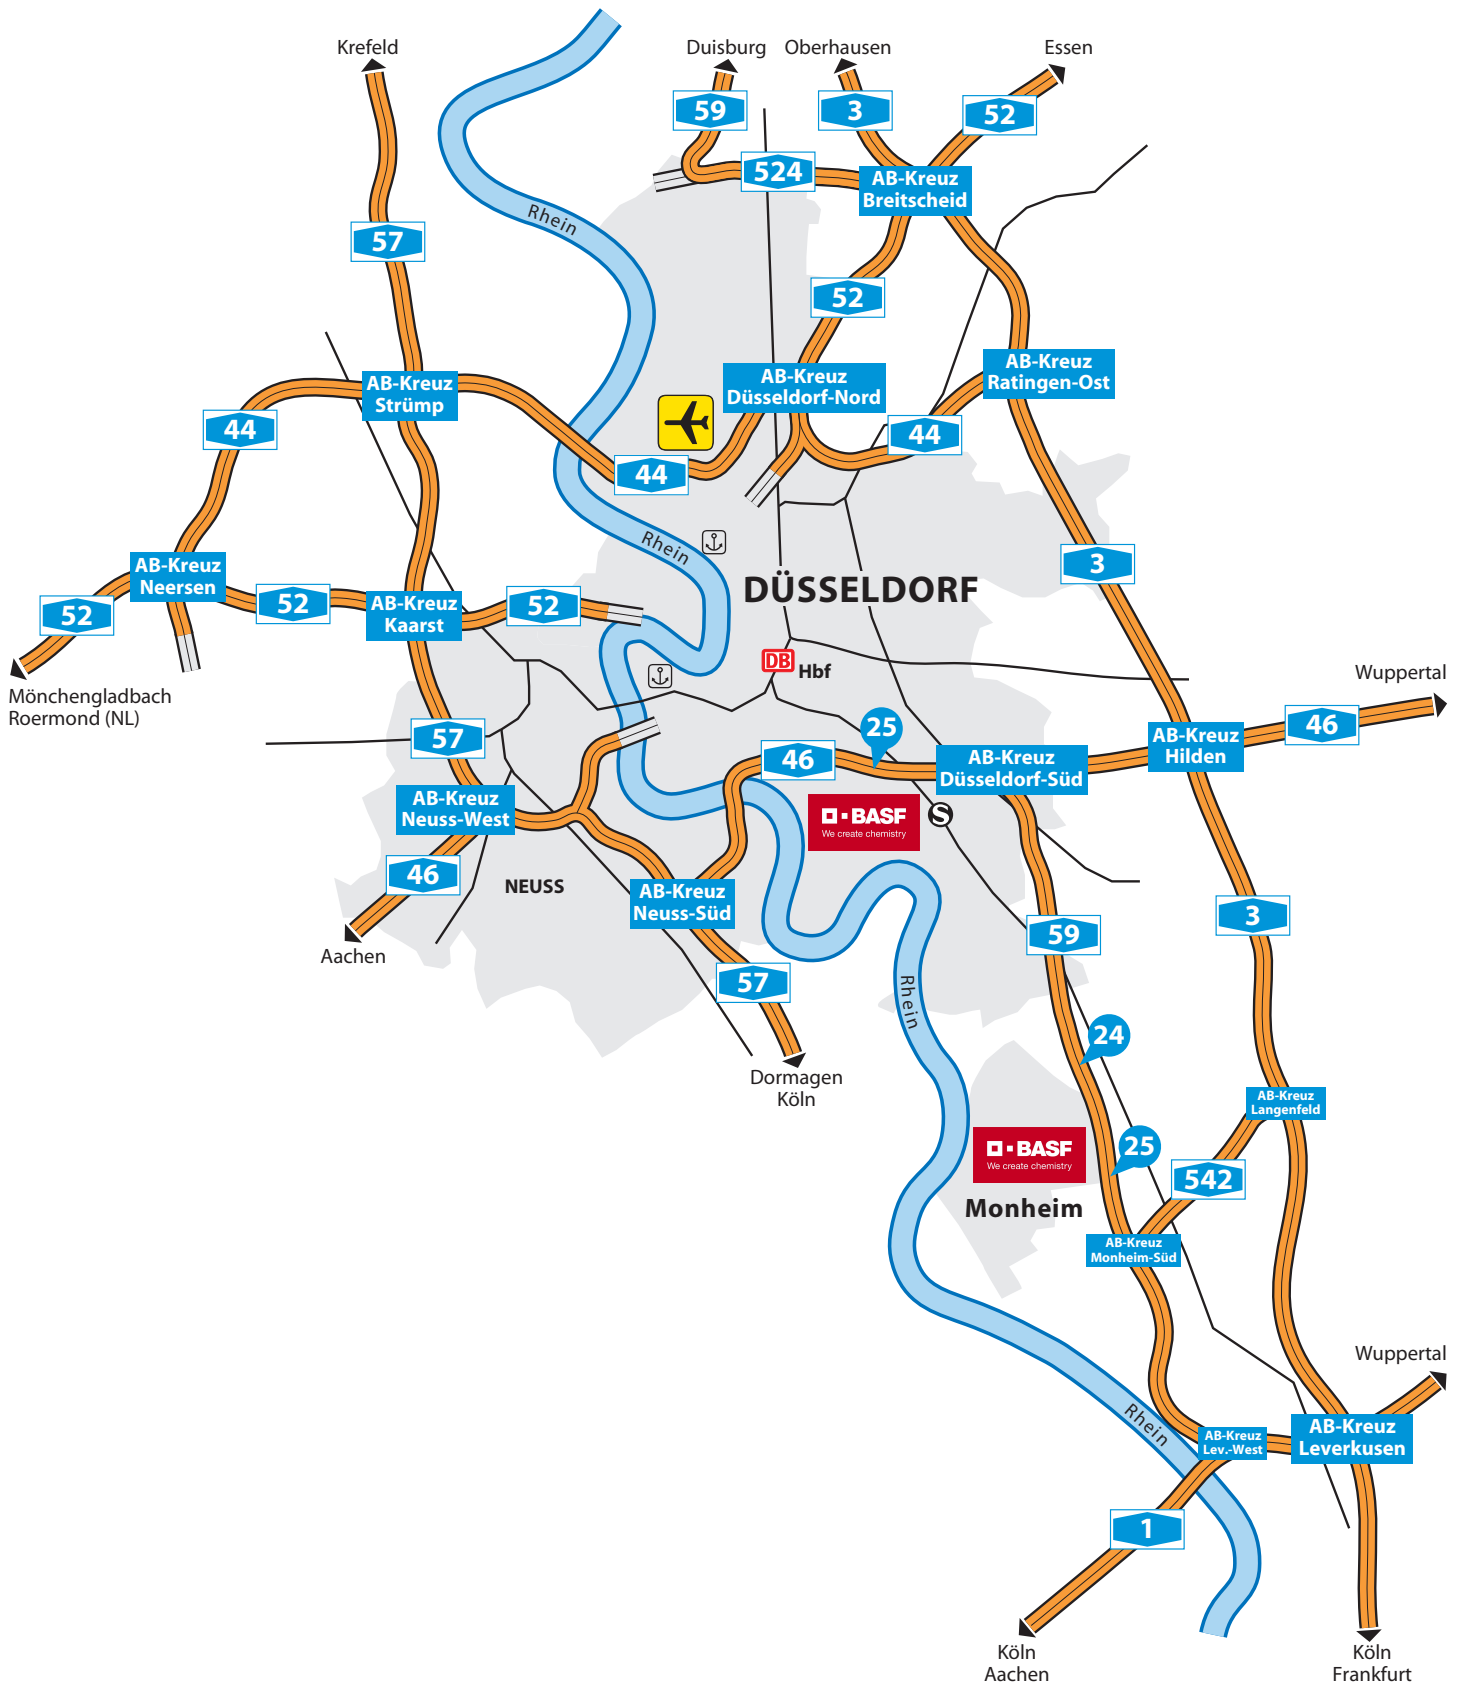 Krefeld
Duisburg
Oberhausen
Essen
59
3
52
524
AB-Kreuz
Breitscheid
Rhein
57
52
AB-Kreuz
Strümp
AB-Kreuz
Düsseldorf-Nord
AB-Kreuz
Ratingen-Ost
44
44
44
Rhein
3
AB-Kreuz
Neersen
DÜSSELDORF
52
52
AB-Kreuz
Kaarst
52
DB
Hbf
Mönchengladbach
Roermond (NL)
Wuppertal
57
25
46
AB-Kreuz
Hilden
46
AB-Kreuz
Düsseldorf-Süd
AB-Kreuz
Neuss-West
BASF
We create chemistry
S
46
NEUSS
AB-Kreuz
Neuss-Süd
3
59
Aachen
57
Rhein
24
Dormagen
Köln
AB-Kreuz
Langenfeld
BASF
We create chemistry
25
542
Monheim
AB-Kreuz
Monheim-Süd
Wuppertal
Rhein
AB-Kreuz
Lev.-West
AB-Kreuz
Leverkusen
1
Köln
Aachen
Köln
Frankfurt